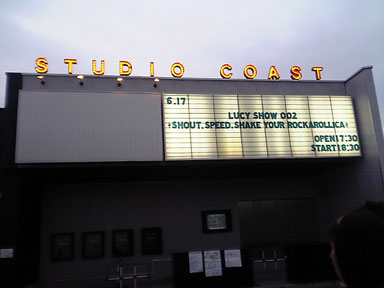 STUDIO COAST
6.17
LUCY SHOW 002
+SHOUT.SPEED.SHAKE YOUR ROCKAROLLICA+
OPEN17:30
START18:30